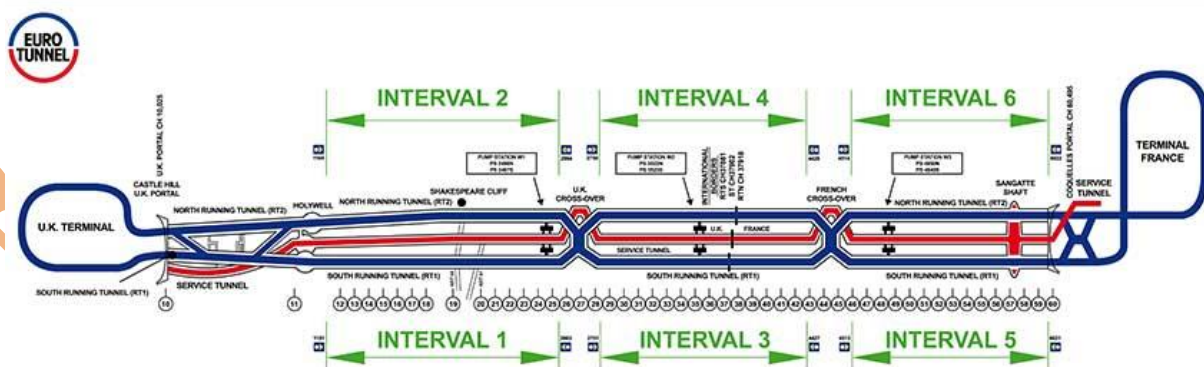 EURO
TUNNEL
INTERVAL 2
INTERVAL 4
INTERVAL 6
U.K. PORTAL CH 10,025
COQUELLES PORTAL CH 60,495
TERMINAL
FRANCE
CASTLE HILL
U.K. PORTAL
INTERNATIONAL
BORDERS
SHAKESPEARE CLIFF
U.K.
CROSS-OVER
FRENCH
CROSS-OVER
SANGATTE
SHAFT
SERVICE
TUNNEL
HOLYWELL
NORTH RUNNING TUNNEL (RT2)
NORTH RUNNING TUNNEL (RT2)
NORTH RUNNING TUNNEL (RT2)
U.K. TERMINAL
U.K.
FRANCE
SERVICE TUNNEL
SOUTH RUNNING TUNNEL (RT1)
SERVICE TUNNEL
SOUTH RUNNING TUNNEL (RT1)
SOUTH RUNNING TUNNEL (RT1)
SOUTH RUNNING TUNNEL (RT1)
10 11 12 13 14 15 16 17 18 19 20 21 22 23 24 25 26 27 28 29 30 31 32 33 34 35 36 37 38 39 40 41 42 43 44 45 46 47 48 49 50 51 52 53 54 55 56 57 58 59 60
INTERVAL 1
INTERVAL 3
INTERVAL 5